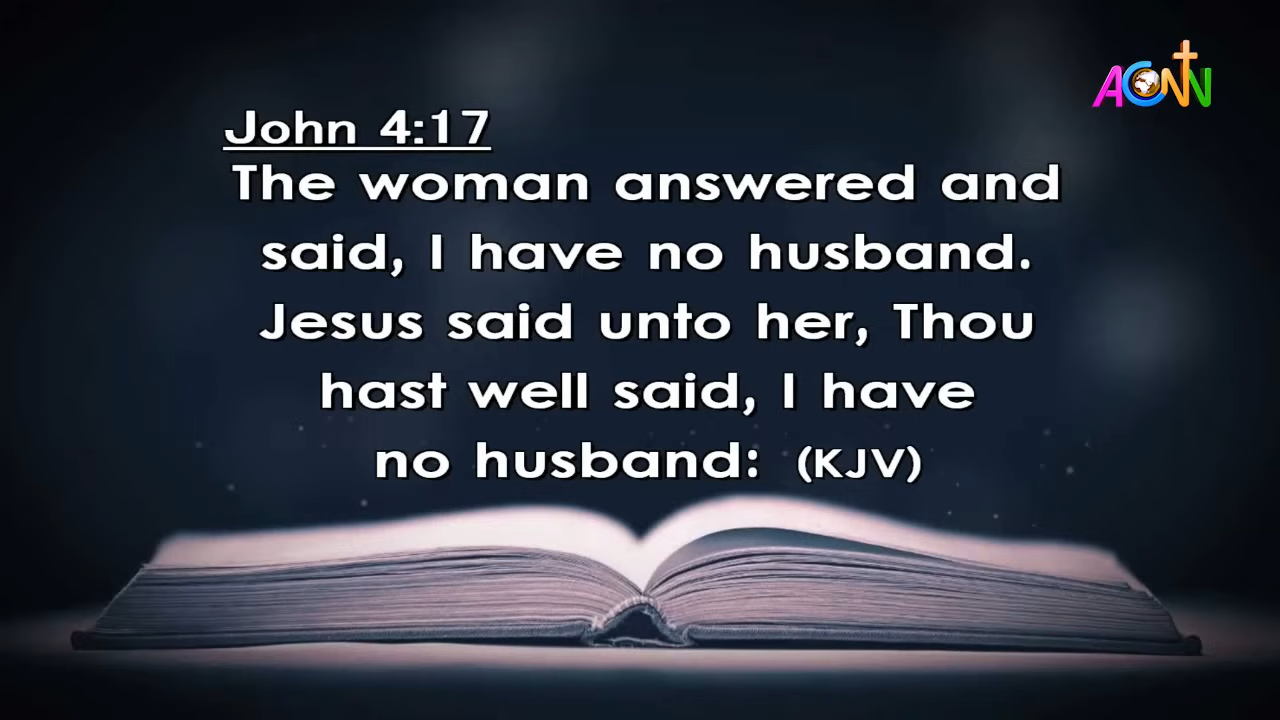 ACNN
John 4:17
The woman answered and
said, I have no husband.
Jesus said unto her, Thou
hast well said, I have
no husband: (KJV)